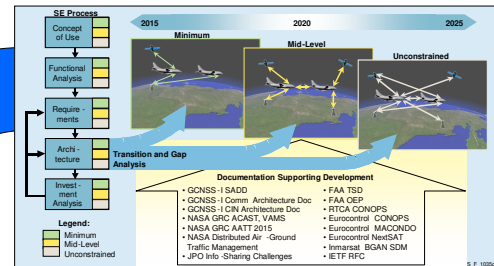 SE Process
2015
2020
2025
Concept
of Use
Functional
Analysis
Require -
ments
Archi -
tecture
Invest -
ment
Analysis
Minimum
Mid-Level
Unconstrained
Transition and Gap
Analysis
Legend:
Minimum
Mid-Level
Unconstrained
Documentation Supporting Development
• GCNSS -I SADD
• GCNSS -I Comm Architecture Doc
• GCNSS -I CIN Architecture Doc
• NASA GRC ACAST, VAMS
• NASA GRC AATT 2015
• NASA Distributed Air -Ground
Traffic Management
• JPO Info -Sharing Challenges
• FAA TSD
• FAA OEP
• RTCA CONOPS
• Eurocontrol CONOPS
• Eurocontrol MACONDO
• Eurocontrol NextSAT
• Inmarsat BGAN SDM
• IETF RFC